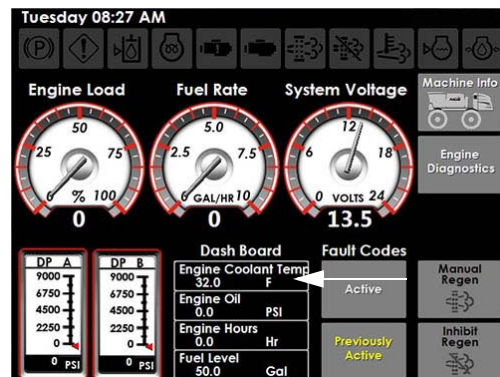 Tuesday 08:27 AM
Engine Load
Fuel Rate
System Voltage
Machine Info
50
25
75
0
%
100
0
5.0
2.5
7.5
0
GAL/HR
10
0
12
6
18
0
VOLTS
24
13.5
Engine
Diagnostics
DP A
9000
6750
4500
2250
0
0 PSI
DP B
9000
6750
4500
2250
0
0 PSI
Dash Board
Engine Coolant Temp
32.0 F
Engine Oil
0.0 PSI
Engine Hours
0.0 Hr
Fuel Level
50.0 Gal
Fault Codes
Active
Previously
Active
Manual
Regen
Inhibit
Regen